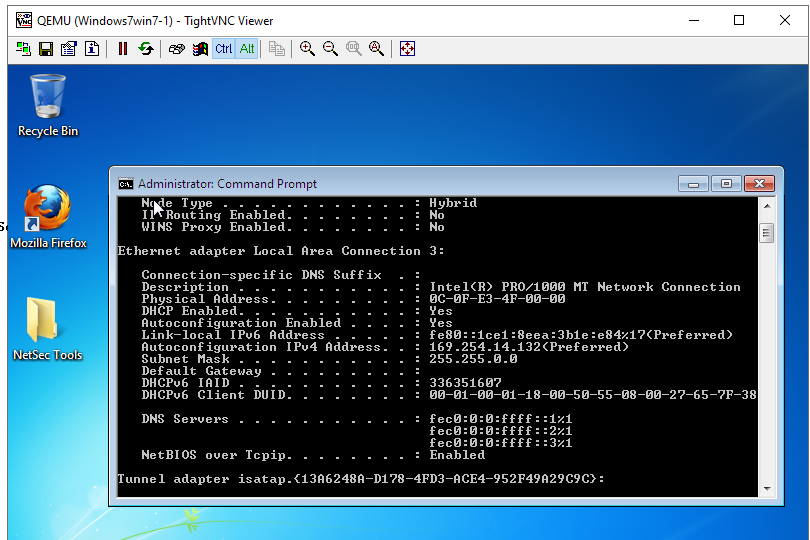 QEMU (Windows7win7-1) - TightVNC Viewer
Ctrl Alt
Recycle Bin
Mozilla Firefox
NetSec Tools
Administrator: Command Prompt
Node Type . . . . . . . . . . . . : Hybrid
IP Routing Enabled. . . . . . . . : No
WINS Proxy Enabled. . . . . . . . : No
Ethernet adapter Local Area Connection 3:
Connection-specific DNS Suffix  . :
Description . . . . . . . . . . . : Intel(R) PRO/1000 MT Network Connection
Physical Address. . . . . . . . . : 0C-0F-E3-4F-00-00
DHCP Enabled. . . . . . . . . . . : Yes
Autoconfiguration Enabled . . . . : Yes
Link-local IPv6 Address . . . . . : fe80::1ce1:8eea:3b1e:e84%17(Preferred)
Autoconfiguration IPv4 Address. . : 169.254.14.132(Preferred)
Subnet Mask . . . . . . . . . . . : 255.255.0.0
Default Gateway . . . . . . . . . :
DHCPv6 IAID . . . . . . . . . . . : 336351607
DHCPv6 Client DUID. . . . . . . . : 00-01-00-01-18-00-50-55-08-00-27-65-7F-38
DNS Servers . . . . . . . . . . . : fec0:0:0:ffff::1%1
fec0:0:0:ffff::2%1
fec0:0:0:ffff::3%1
NetBIOS over Tcpip. . . . . . . . : Enabled
Tunnel adapter isatap.{13A6248A-D178-4FD3-ACE4-952F49A29C9C}: